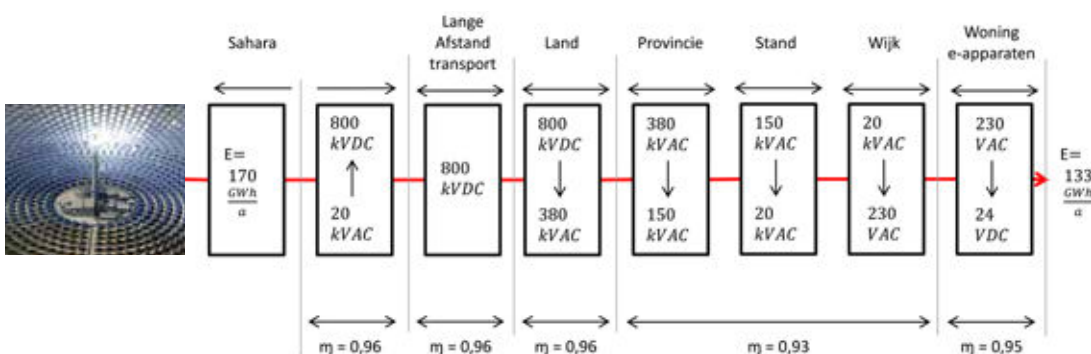 Sahara
Lange
Afstand
transport
Land
Provincie
Stand
Wijk
Woning
e-apparaten
E=
170
GWh
a
800
kVDC
20
kVAC
800
kVDC
800
kVDC
380
kVAC
380
kVAC
150
kVAC
150
kVAC
20
kVAC
20
kVAC
230
VAC
230
VAC
24
VDC
E=
133
GWh
a
ɱ = 0,96
ɱ = 0,96
ɱ = 0,96
ɱ = 0,93
ɱ = 0,95